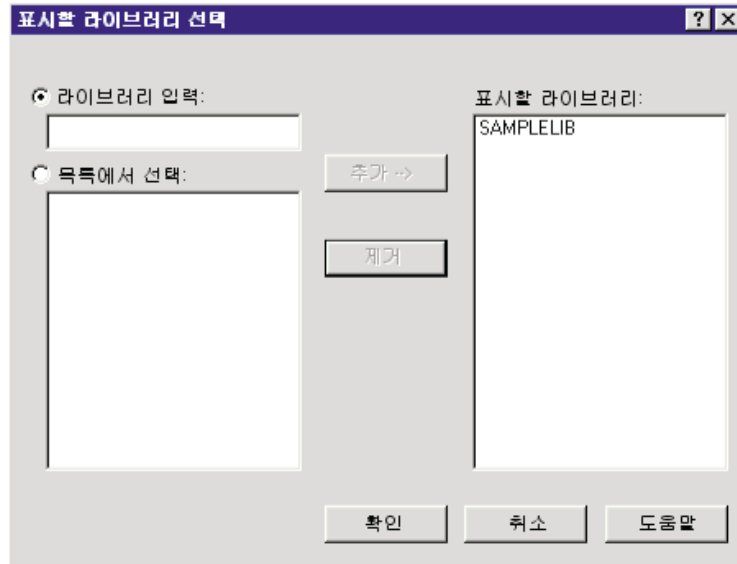 표시할 라이브러리 선택
라이브러리 입력:
목록에서 선택:
추가 -->
제거
표시할 라이브러리:
SAMPLELIB
확인
취소
도움말